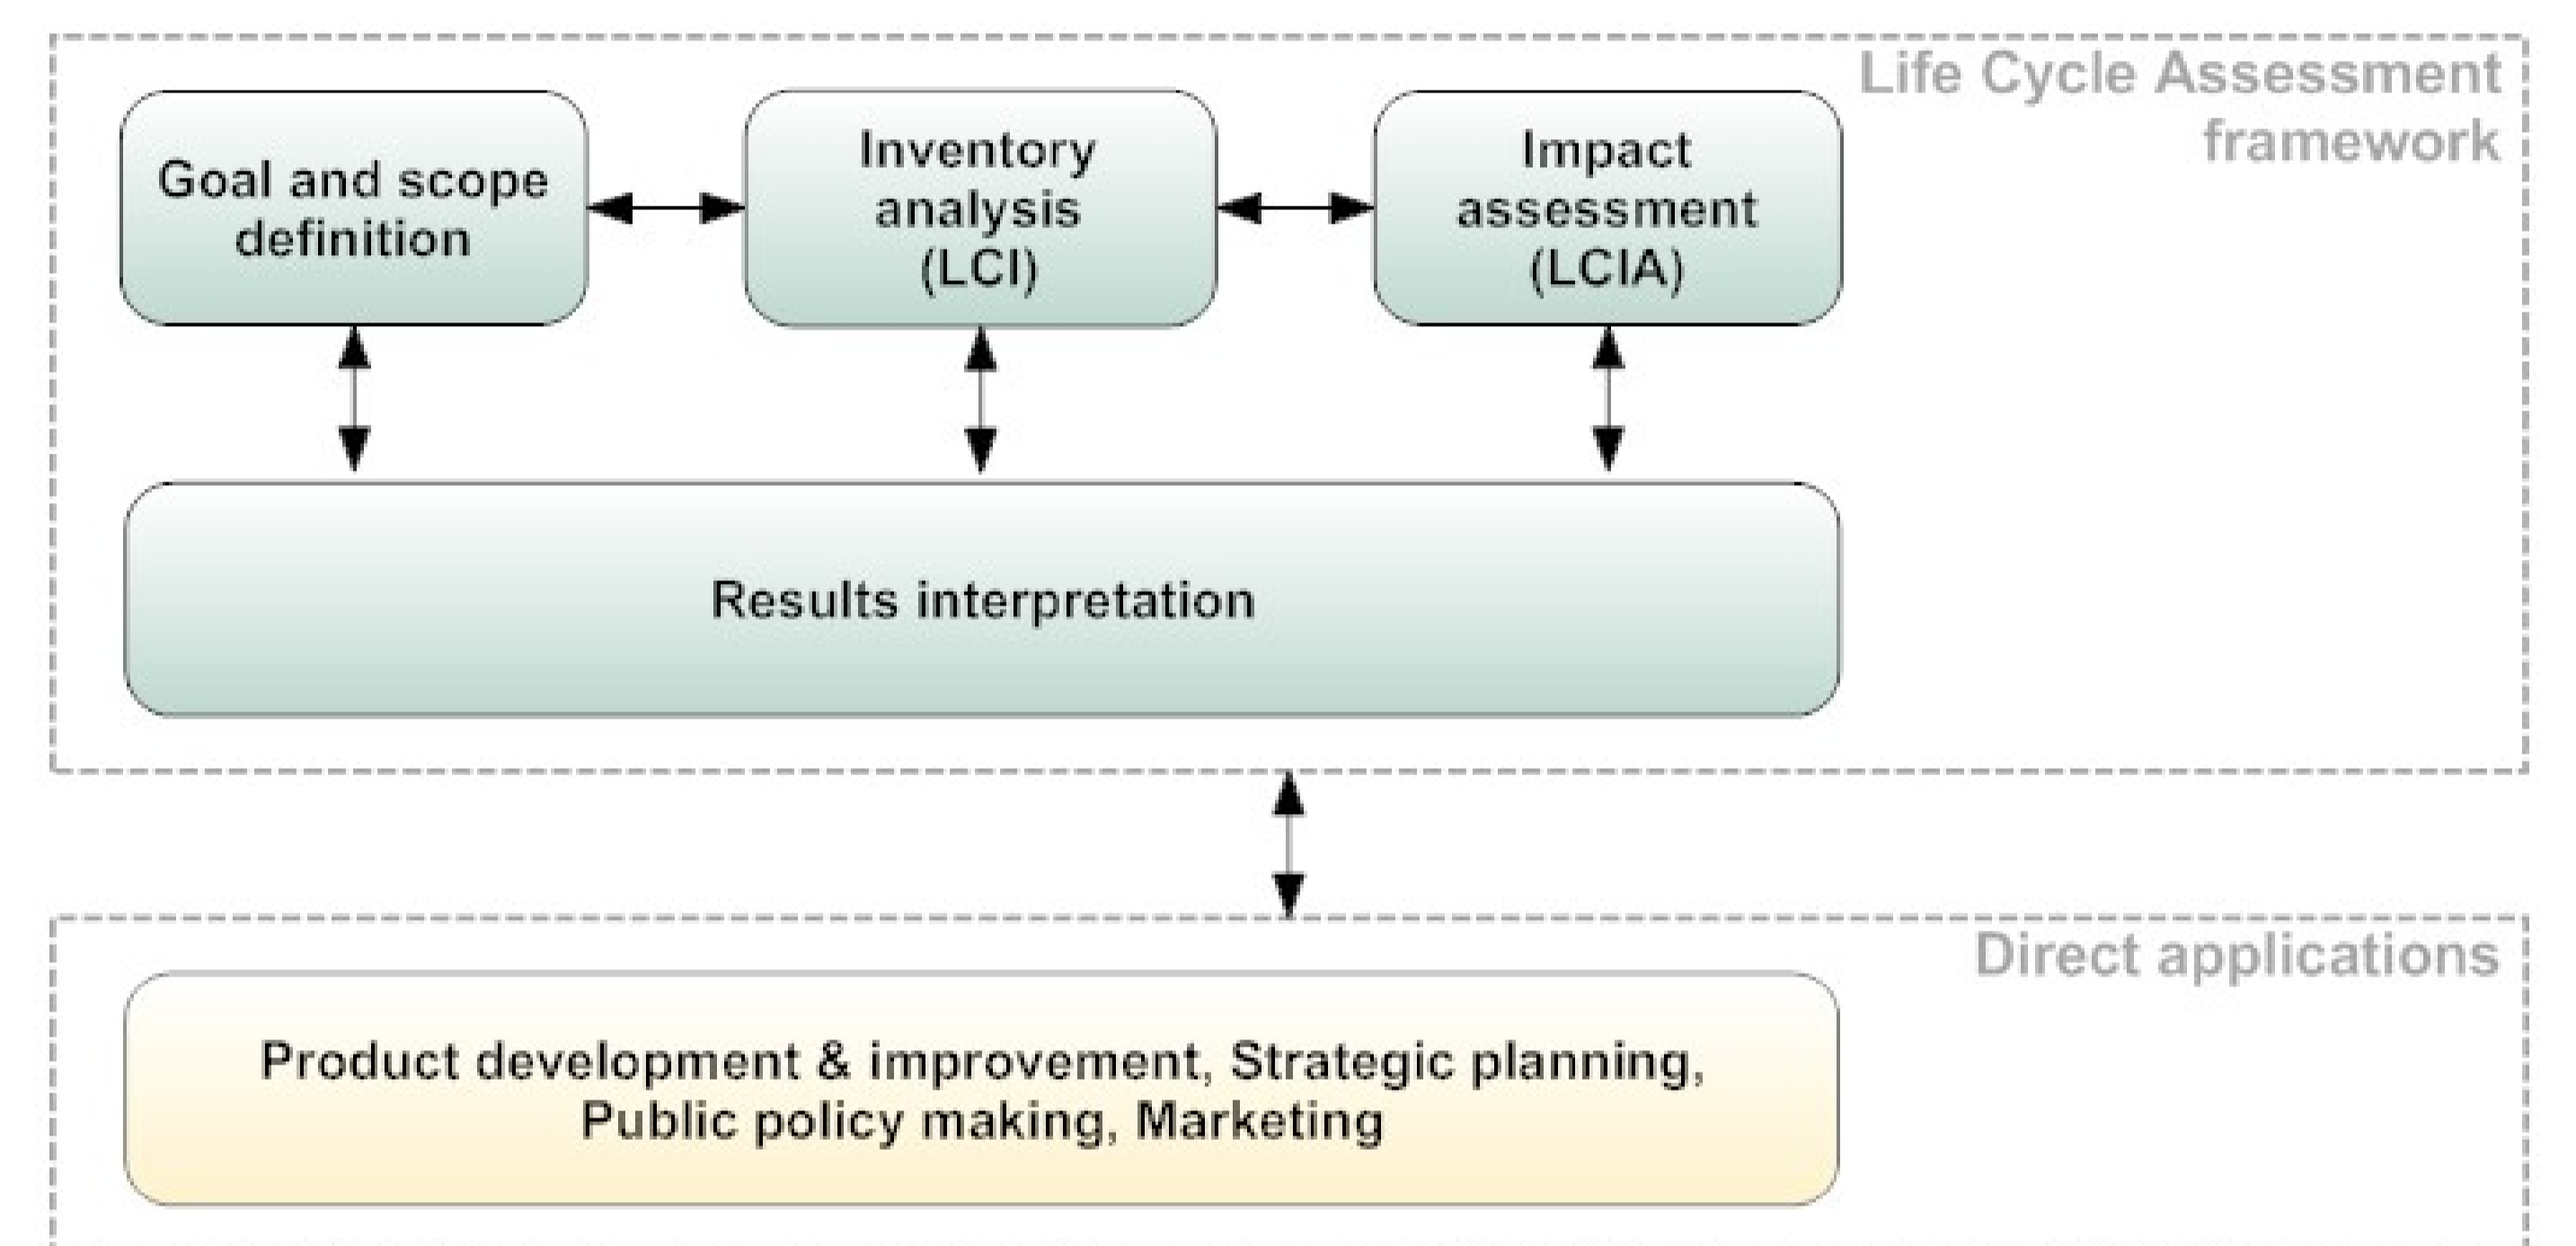 Life Cycle Assessment
framework
Goal and scope
definition
Inventory
analysis
(LCI)
Impact
assessment
(LCIA)
Results interpretation
Direct applications
Product development & improvement, Strategic planning,
Public policy making, Marketing